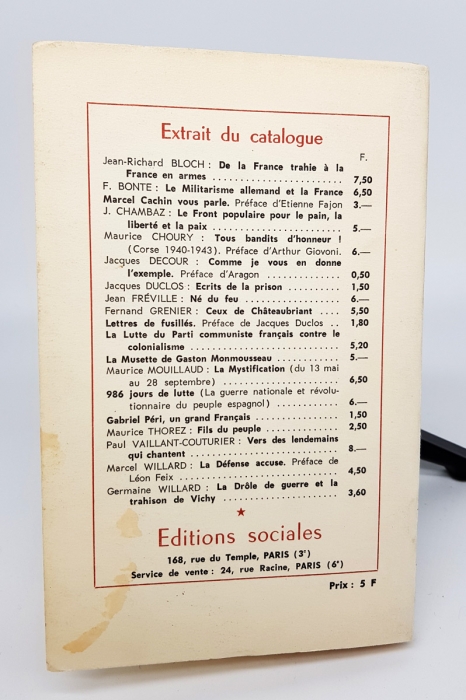 Extrait du catalogue
F.
Jean-Richard BLOCH : De la France trahie à la
France en armes ........................ 7,50
F. BONTE : Le Militarisme allemand et la France 6,50
Marcel Cachin vous parle. Préface d'Etienne Fajon 3.—
J. CHAMBAZ : Le Front populaire pour le pain, la
liberté et la paix ........................ 5.—
Maurice CHOURY : Tous bandits d'honneur !
(Corse 1940-1943). Préface d'Arthur Giovoni. 6.—
Jacques DECOUR : Comme je vous en donne
l'exemple. Préface d'Aragon .............. 0,50
Jacques DUCLOS : Ecrits de la prison ........ 1,50
Jean FRÉVILLE : Né du feu .................. 6.—
Fernand GRENIER : Ceux de Châteaubriant .... 5,50
Lettres de fusillés. Préface de Jacques Duclos .. 1,80
La Lutte du Parti communiste français contre le
colonialisme ........................ 5,20
La Musette de Gaston Monmousseau .......... 5.—
Maurice MOUILLAUD : La Mystification (du 13 mai
au 28 septembre) .................... 6,50
986 jours de lutte (La guerre nationale et révolu-
tionnaire du peuple espagnol) ............ 6.—
Gabriel Péri, un grand Français .............. 1,50
Maurice THOREZ : Fils du peuple ............ 2,50
Paul VAILLANT-COUTURIER : Vers des lendemains
qui chantent ........................ 8.—
Marcel WILLARD : La Défense accuse. Préface de
Léon Feix ........................ 4,50
Germaine WILLARD : La Drôle de guerre et la
trahison de Vichy .................... 3,60
★
Editions sociales
168, rue du Temple, PARIS (3e)
Service de vente : 24, rue Racine, PARIS (6e)
Prix : 5 F